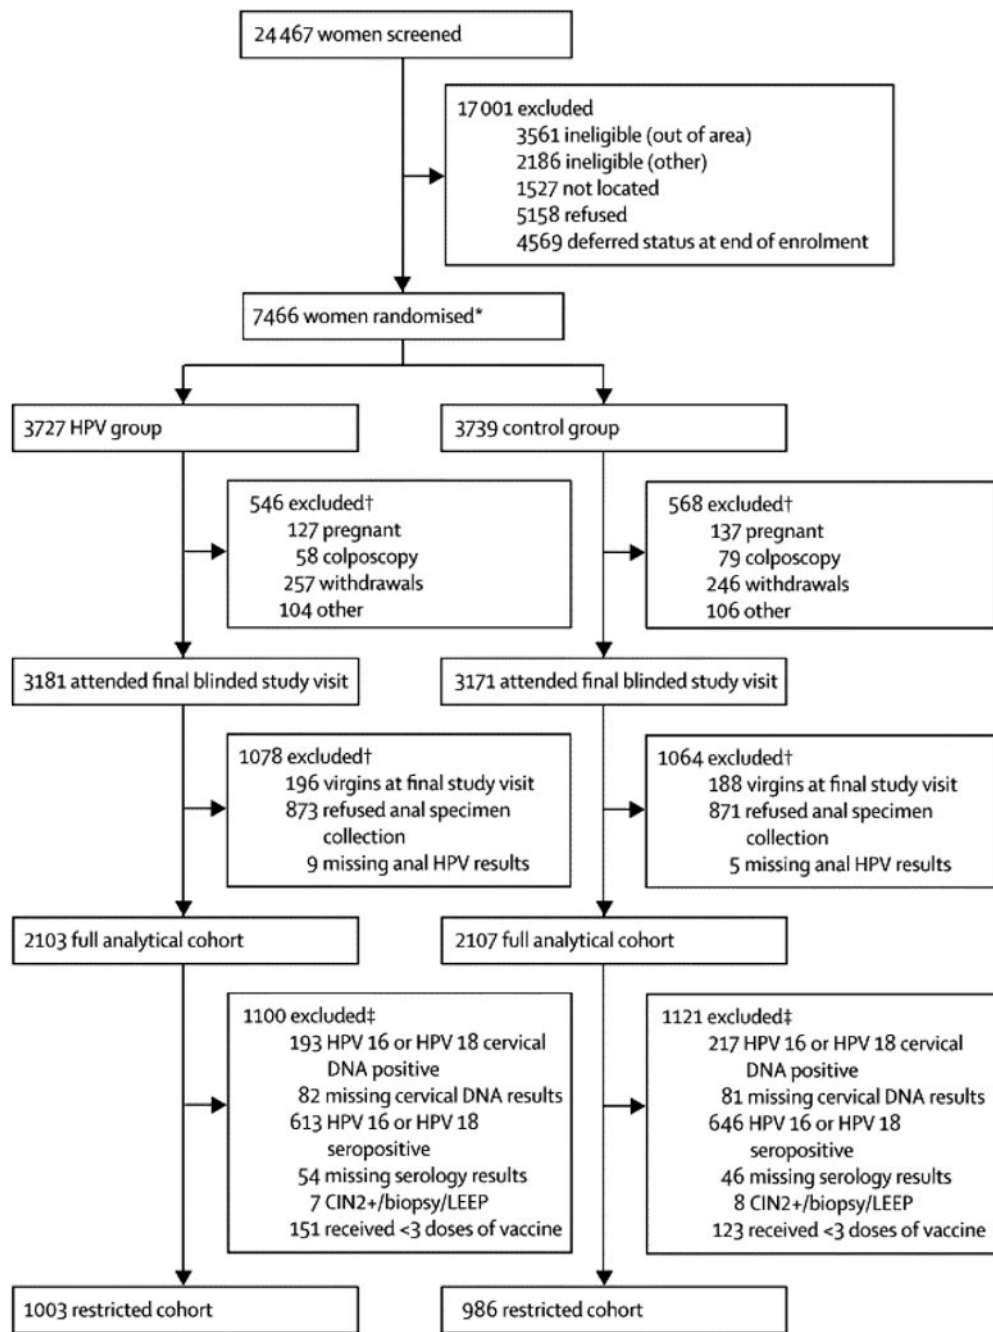 24 467 women screened
17 001 excluded
3561 ineligible (out of area)
2186 ineligible (other)
1527 not located
5158 refused
4569 deferred status at end of enrolment
7466 women randomised*
3727 HPV group
3739 control group
546 excluded†
127 pregnant
58 colposcopy
257 withdrawals
104 other
568 excluded†
137 pregnant
79 colposcopy
246 withdrawals
106 other
3181 attended final blinded study visit
3171 attended final blinded study visit
1078 excluded†
196 virgins at final study visit
873 refused anal specimen
collection
9 missing anal HPV results
1064 excluded†
188 virgins at final study visit
871 refused anal specimen
collection
5 missing anal HPV results
2103 full analytical cohort
2107 full analytical cohort
1100 excluded‡
193 HPV 16 or HPV 18 cervical
DNA positive
82 missing cervical DNA results
613 HPV 16 or HPV 18
seropositive
54 missing serology results
7 CIN2+/biopsy/LEEP
151 received <3 doses of vaccine
1121 excluded‡
217 HPV 16 or HPV 18 cervical
DNA positive
81 missing cervical DNA results
646 HPV 16 or HPV 18
seropositive
46 missing serology results
8 CIN2+/biopsy/LEEP
123 received <3 doses of vaccine
1003 restricted cohort
986 restricted cohort